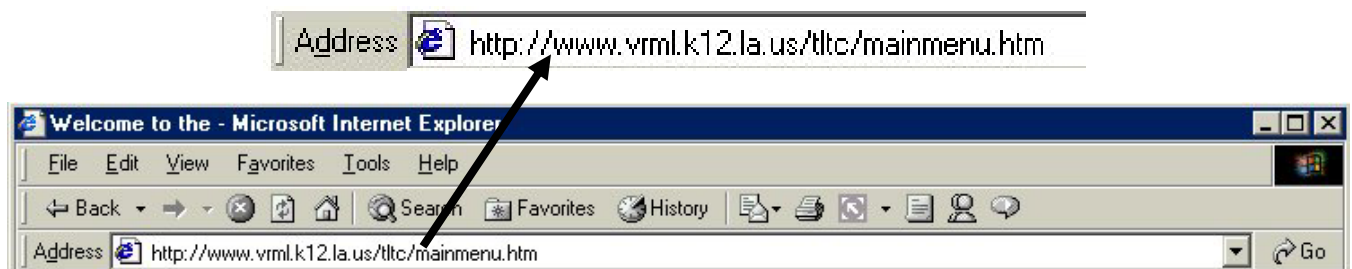 Address http://www.vrml.k12.la.us/tltc/mainmenu.htm
Welcome to the - Microsoft Internet Explorer
File Edit View Favorites Tools Help
Back Search Favorites History
Address http://www.vrml.k12.la.us/tltc/mainmenu.htm Go